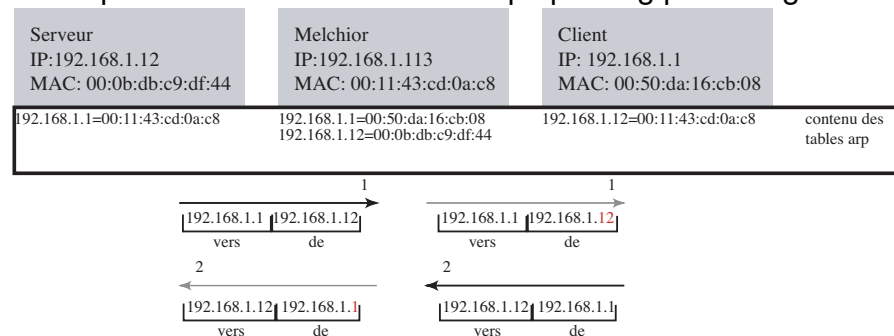 Serveur
IP:192.168.1.12
MAC: 00:0b:db:c9:df:44
Melchior
IP:192.168.1.113
MAC: 00:11:43:cd:0a:c8
Client
IP: 192.168.1.1
MAC: 00:50:da:16:cb:08
192.168.1.1=00:11:43:cd:0a:c8
192.168.1.1=00:50:da:16:cb:08
192.168.1.12=00:0b:db:c9:df:44
192.168.1.12=00:11:43:cd:0a:c8
contenu des
tables arp
1
192.168.1.1 192.168.1.12
vers de
1
192.168.1.1 192.168.1.12
vers de
2
192.168.1.12 192.168.1.1
vers de
2
192.168.1.12 192.168.1.1
vers de